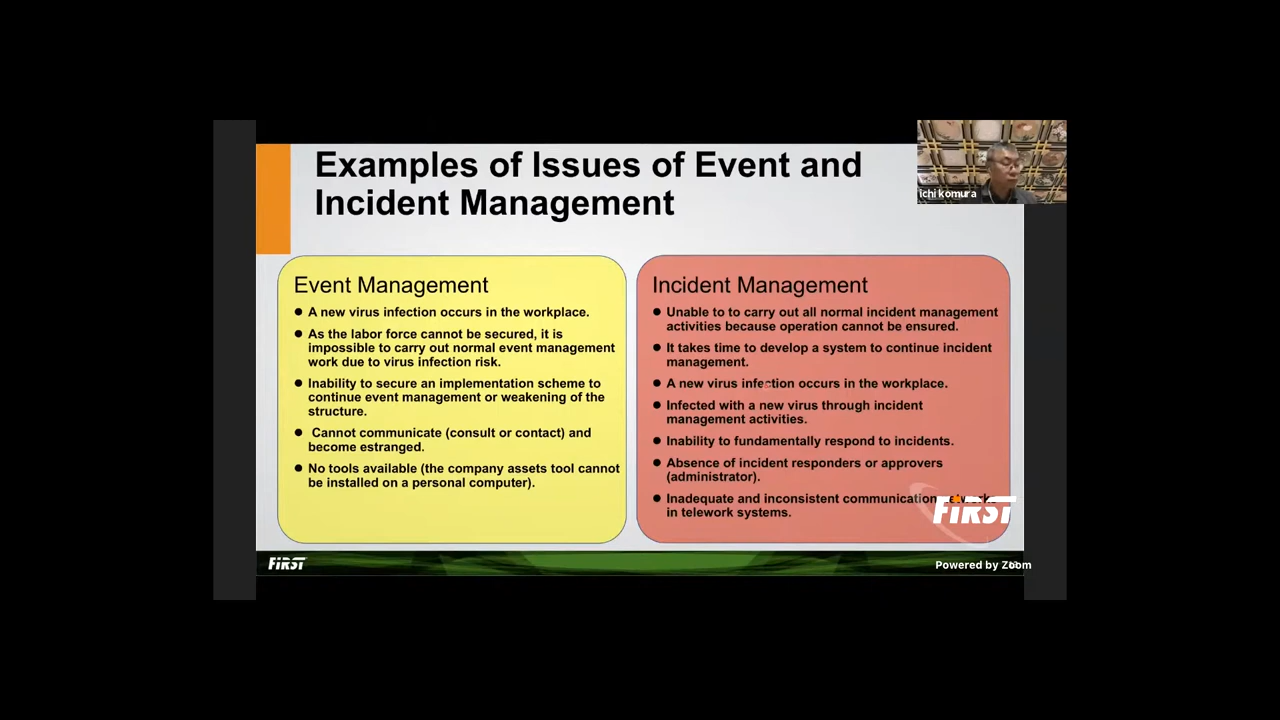 Examples of Issues of Event and
Incident Management
ichi komura
Event Management
● A new virus infection occurs in the workplace.
● As the labor force cannot be secured, it is
impossible to carry out normal event management
work due to virus infection risk.
● Inability to secure an implementation scheme to
continue event management or weakening of the
structure.
● Cannot communicate (consult or contact) and
become estranged.
● No tools available (the company assets tool cannot
be installed on a personal computer).
Incident Management
● Unable to to carry out all normal incident management
activities because operation cannot be ensured.
● It takes time to develop a system to continue incident
management.
● A new virus infection occurs in the workplace.
● Infected with a new virus through incident
management activities.
● Inability to fundamentally respond to incidents.
● Absence of incident responders or approvers
(administrator).
● Inadequate and inconsistent communication
in telework systems.
FiRST
FiRST
Powered by Zoom